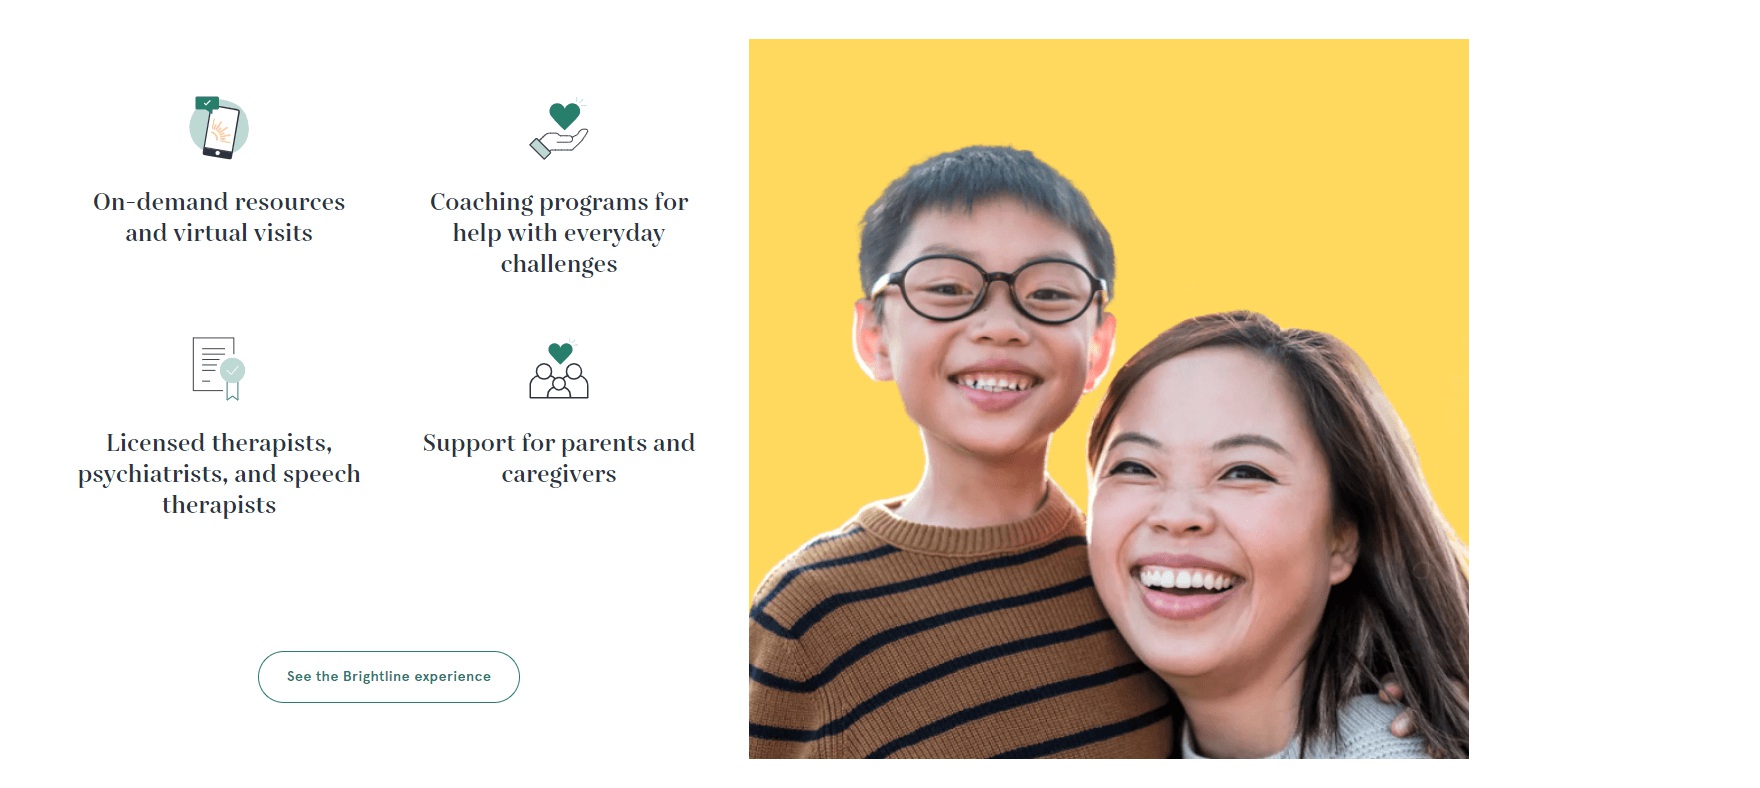 On-demand resources
and virtual visits
Coaching programs for
help with everyday
challenges
Licensed therapists,
psychiatrists, and speech
therapists
Support for parents and
caregivers
See the Brightline experience